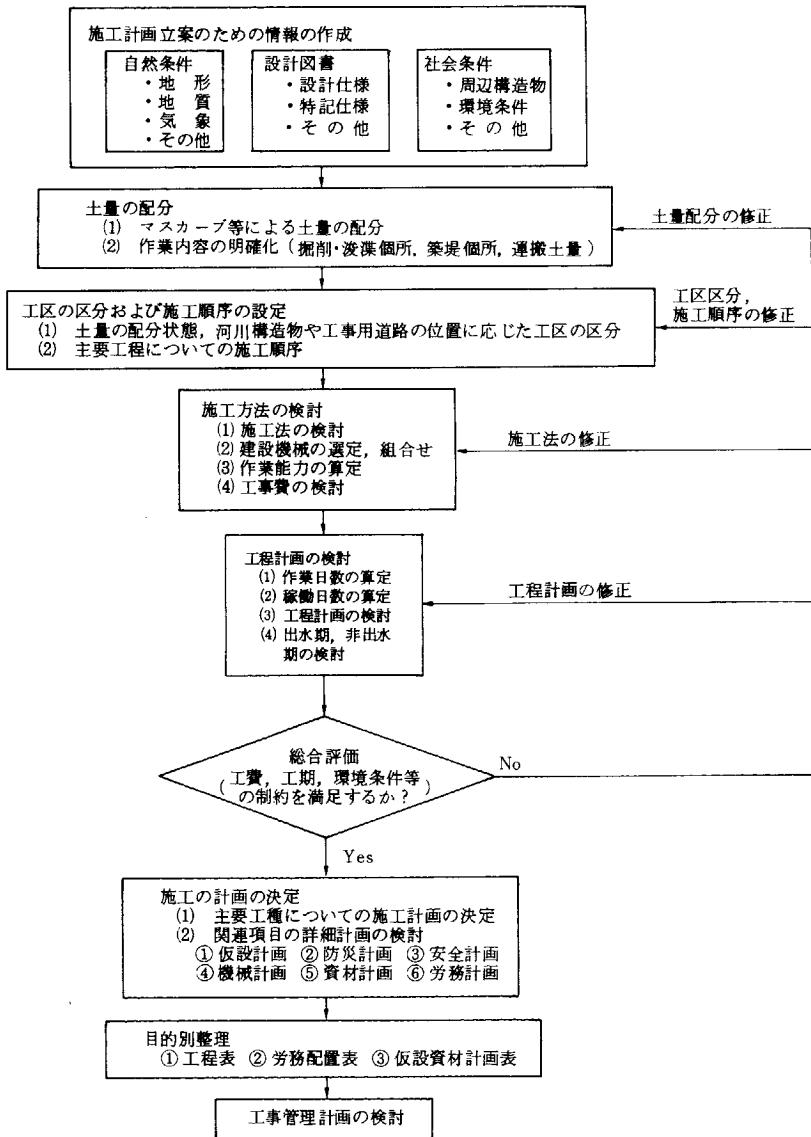 施工計画立案のための情報の作成
自然条件
・地 形
・地 質
・気 象
・その他
設計図書
・設計仕様
・特記仕様
・その他
社会条件
・周辺構造物
・環境条件
・その他
土量の配分
(1) マスカーブ等による土量の配分
(2) 作業内容の明確化(掘削・浚渫個所,築堤個所,運搬土量)
土量配分の修正
工区の区分および施工順序の設定
(1) 土量の配分状態,河川構造物や工事用道路の位置に応じた工区の区分
(2) 主要工程についての施工順序
工区区分,
施工順序の修正
施工方法の検討
(1) 施工法の検討
(2) 建設機械の選定,組合せ
(3) 作業能力の算定
(4) 工事費の検討
施工法の修正
工程計画の検討
(1) 作業日数の算定
(2) 稼働日数の算定
(3) 工程計画の検討
(4) 出水期,非出水
期の検討
工程計画の修正
総合評価
(工費,工期,環境条件等
の制約を満足するか?)
No
Yes
施工の計画の決定
(1) 主要工種についての施工計画の決定
(2) 関連項目の詳細計画の検討
① 仮設計画 ② 防災計画 ③ 安全計画
④ 機械計画 ⑤ 資材計画 ⑥ 労務計画
目的別整理
① 工程表 ② 労務配置表 ③ 仮設資材計画表
工事管理計画の検討